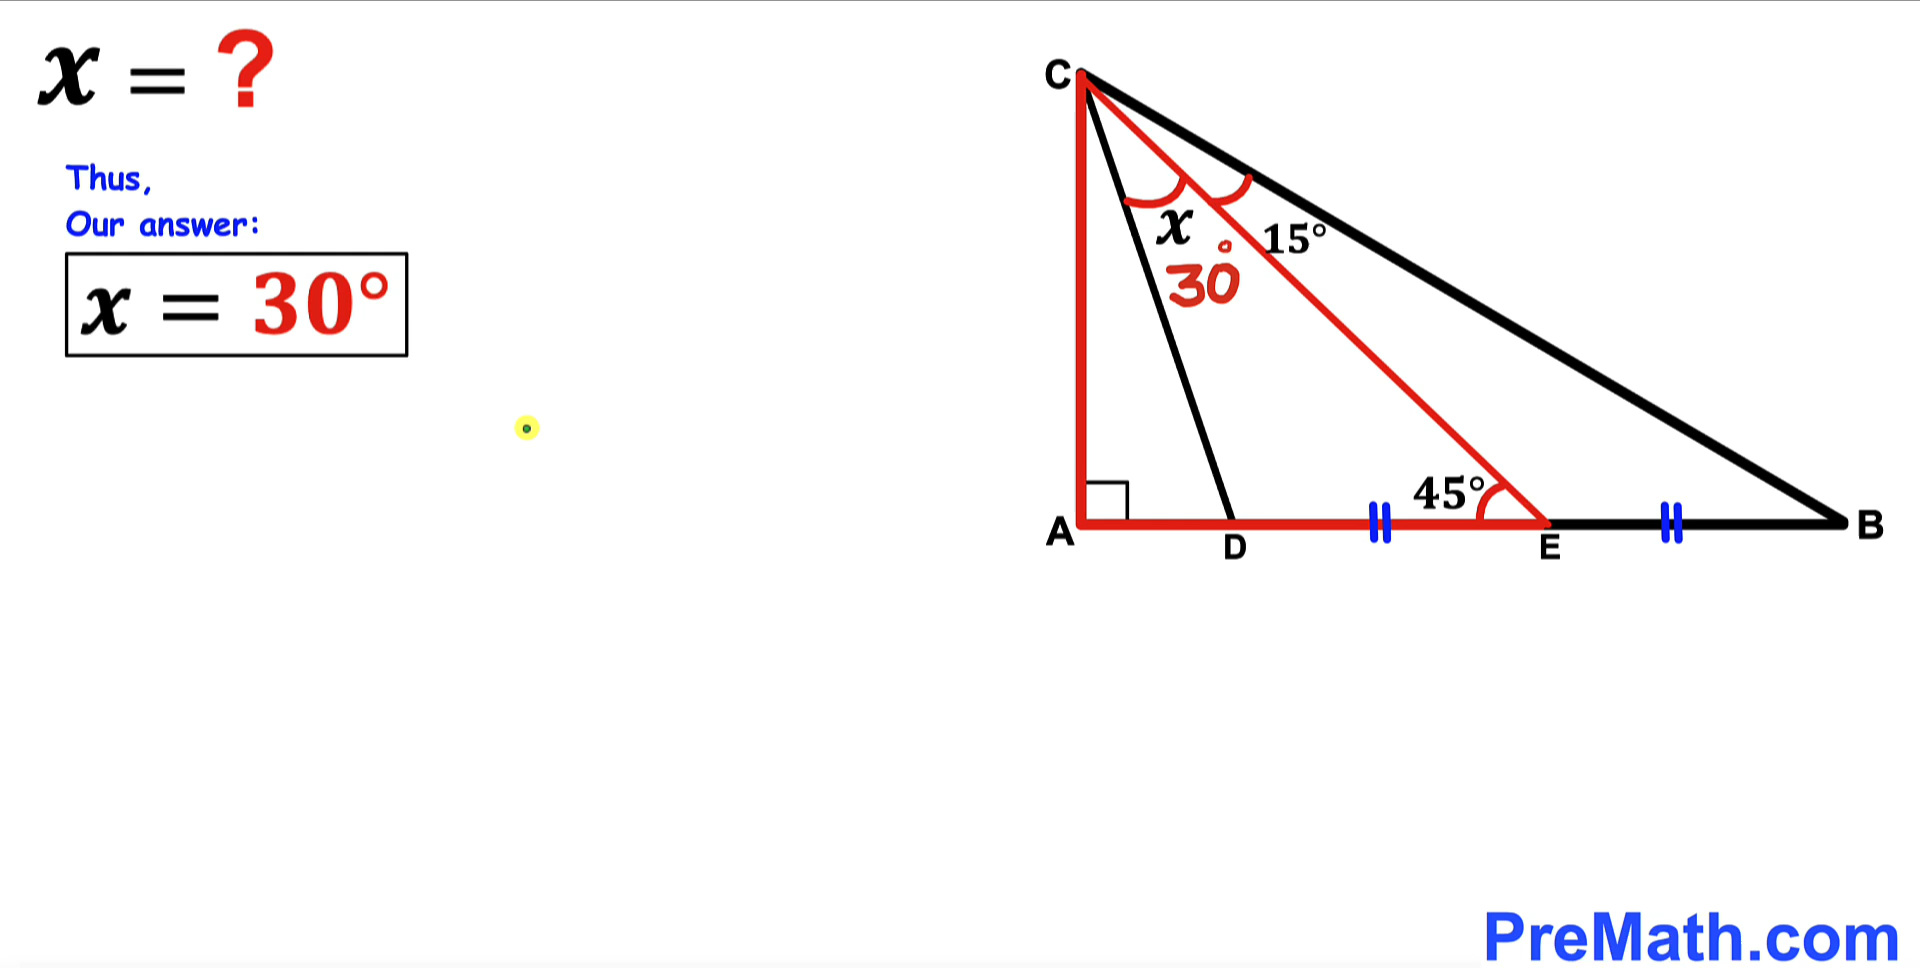 x = ?
Thus,
Our answer:
x = 30°
C
x
15°
30°
45°
A
D
E
B
PreMath.com